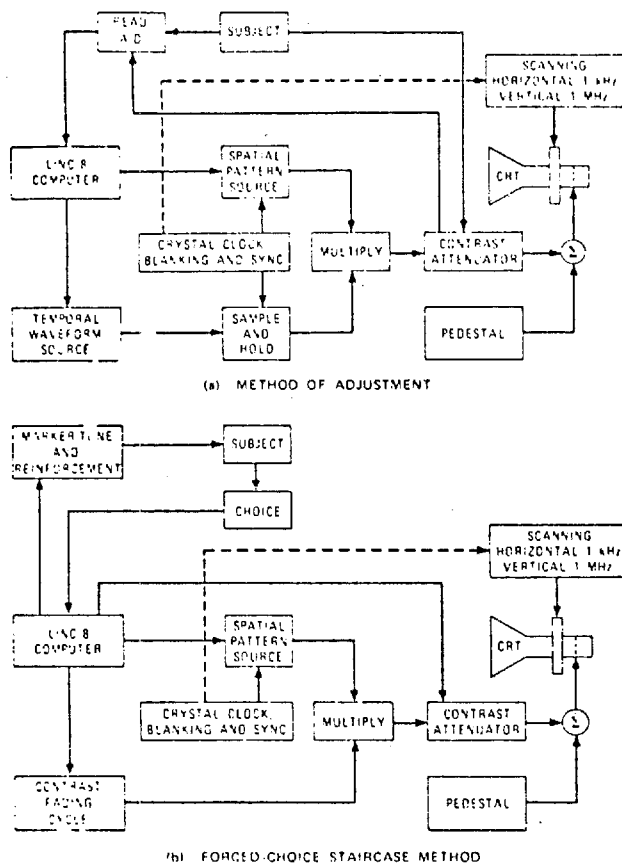 READ
A/D
SUBJECT
SCANNING
HORIZONTAL 1 kHz
VERTICAL 1 MHz
LINC 8
COMPUTER
SPATIAL
PATTERN
SOURCE
CRT
CRYSTAL CLOCK,
BLANKING AND SYNC
MULTIPLY
CONTRAST
ATTENUATOR
Σ
TEMPORAL
WAVEFORM
SOURCE
SAMPLE
AND
HOLD
PEDESTAL
(a) METHOD OF ADJUSTMENT
MARKER TONE
AND
REINFORCEMENT
SUBJECT
CHOICE
SCANNING
HORIZONTAL 1 kHz
VERTICAL 1 MHz
LINC 8
COMPUTER
SPATIAL
PATTERN
SOURCE
CRT
CRYSTAL CLOCK,
BLANKING AND SYNC
MULTIPLY
CONTRAST
ATTENUATOR
Σ
CONTRAST
FADING
CYCLE
PEDESTAL
(b) FORCED-CHOICE STAIRCASE METHOD